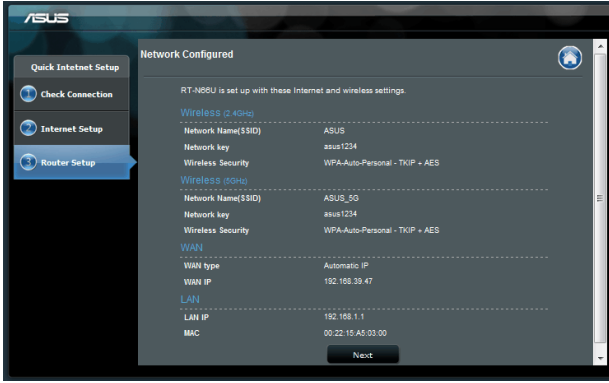 ASUS
Quick Intetnet Setup
1 Check Connection
2 Internet Setup
3 Router Setup
Network Configured
RT-N66U is set up with these Internet and wireless settings.
Wireless (2.4GHz)
Network Name(SSID) ASUS
Network key asus1234
Wireless Security WPA-Auto-Personal - TKIP + AES
Wireless (5GHz)
Network Name(SSID) ASUS_5G
Network key asus1234
Wireless Security WPA-Auto-Personal - TKIP + AES
WAN
WAN type Automatic IP
WAN IP 192.168.39.47
LAN
LAN IP 192.168.1.1
MAC 00:22:15:A5:03:00
Next